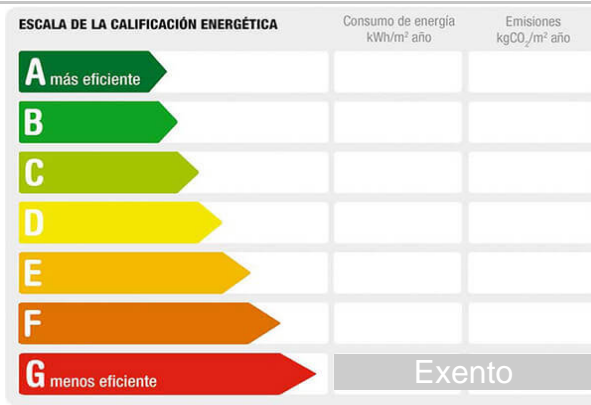 ESCALA DE LA CALIFICACIÓN ENERGÉTICA
Consumo de energía
kWh/m² año
Emisiones
kgCO₂/m² año
A más eficiente
B
C
D
E
F
G menos eficiente
Exento